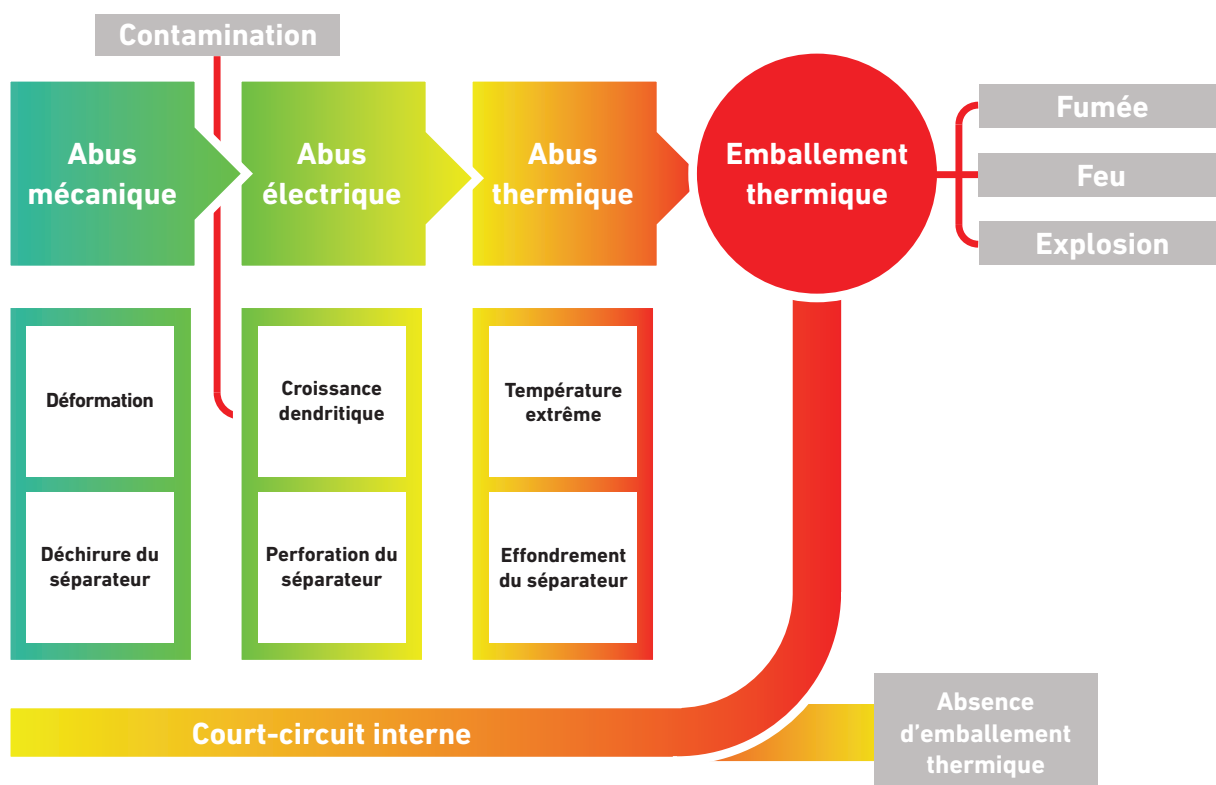 Contamination
Abus
mécanique
Abus
électrique
Abus
thermique
Emballement
thermique
Fumée
Feu
Explosion
Déformation
Croissance
dendritique
Température
extrême
Déchirure du
séparateur
Perforation du
séparateur
Effondrement
du séparateur
Court-circuit interne
Absence
d'emballement
thermique